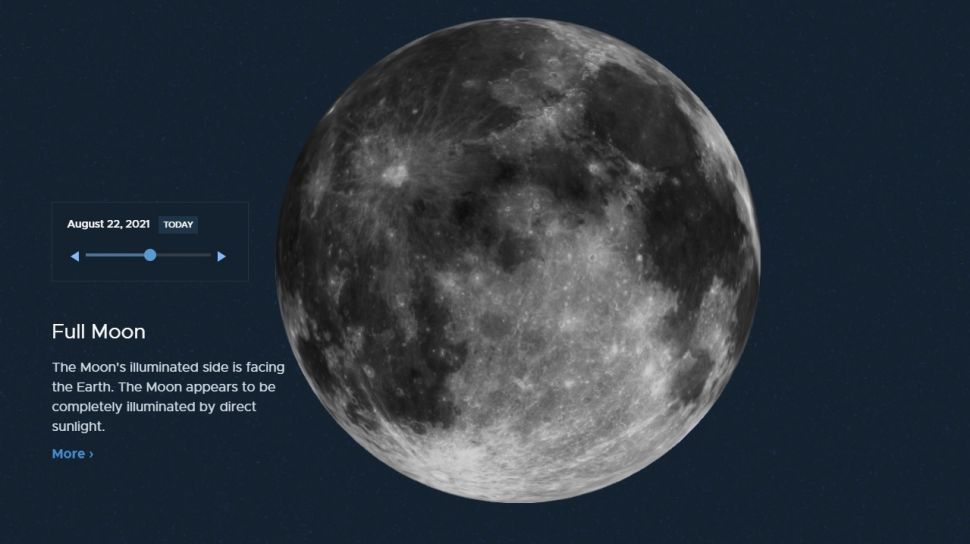 August 22, 2021 TODAY
Full Moon
The Moon's illuminated side is facing
the Earth. The Moon appears to be
completely illuminated by direct
sunlight.
More ›